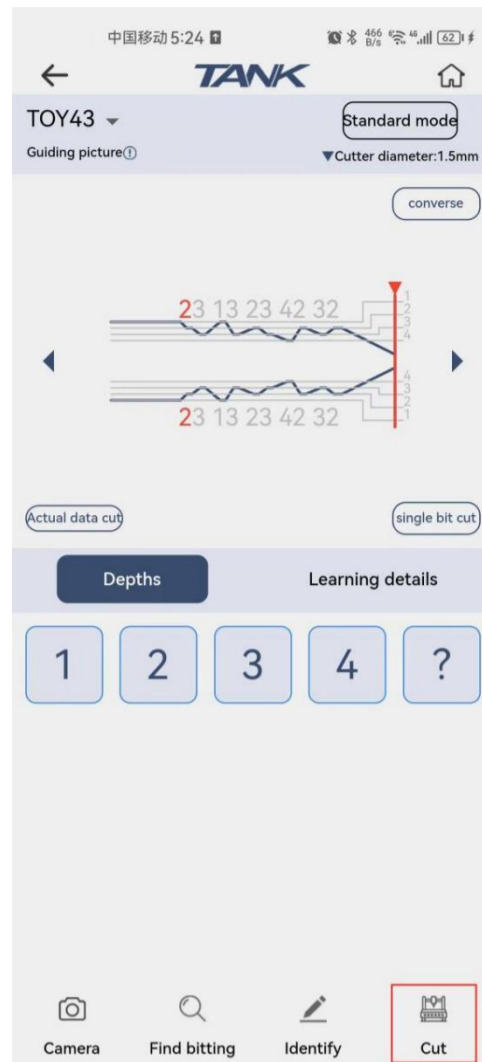 中国移动 5:24 466 B/s 46 62
TANK
TOY43 Standard mode
Guiding picture! Cutter diameter:1.5mm
converse
23 13 23 42 32
1
2
3
4
4
3
2
1
23 13 23 42 32
Actual data cut single bit cut
Depths Learning details
1 2 3 4 ?
Camera Find bitting Identify Cut